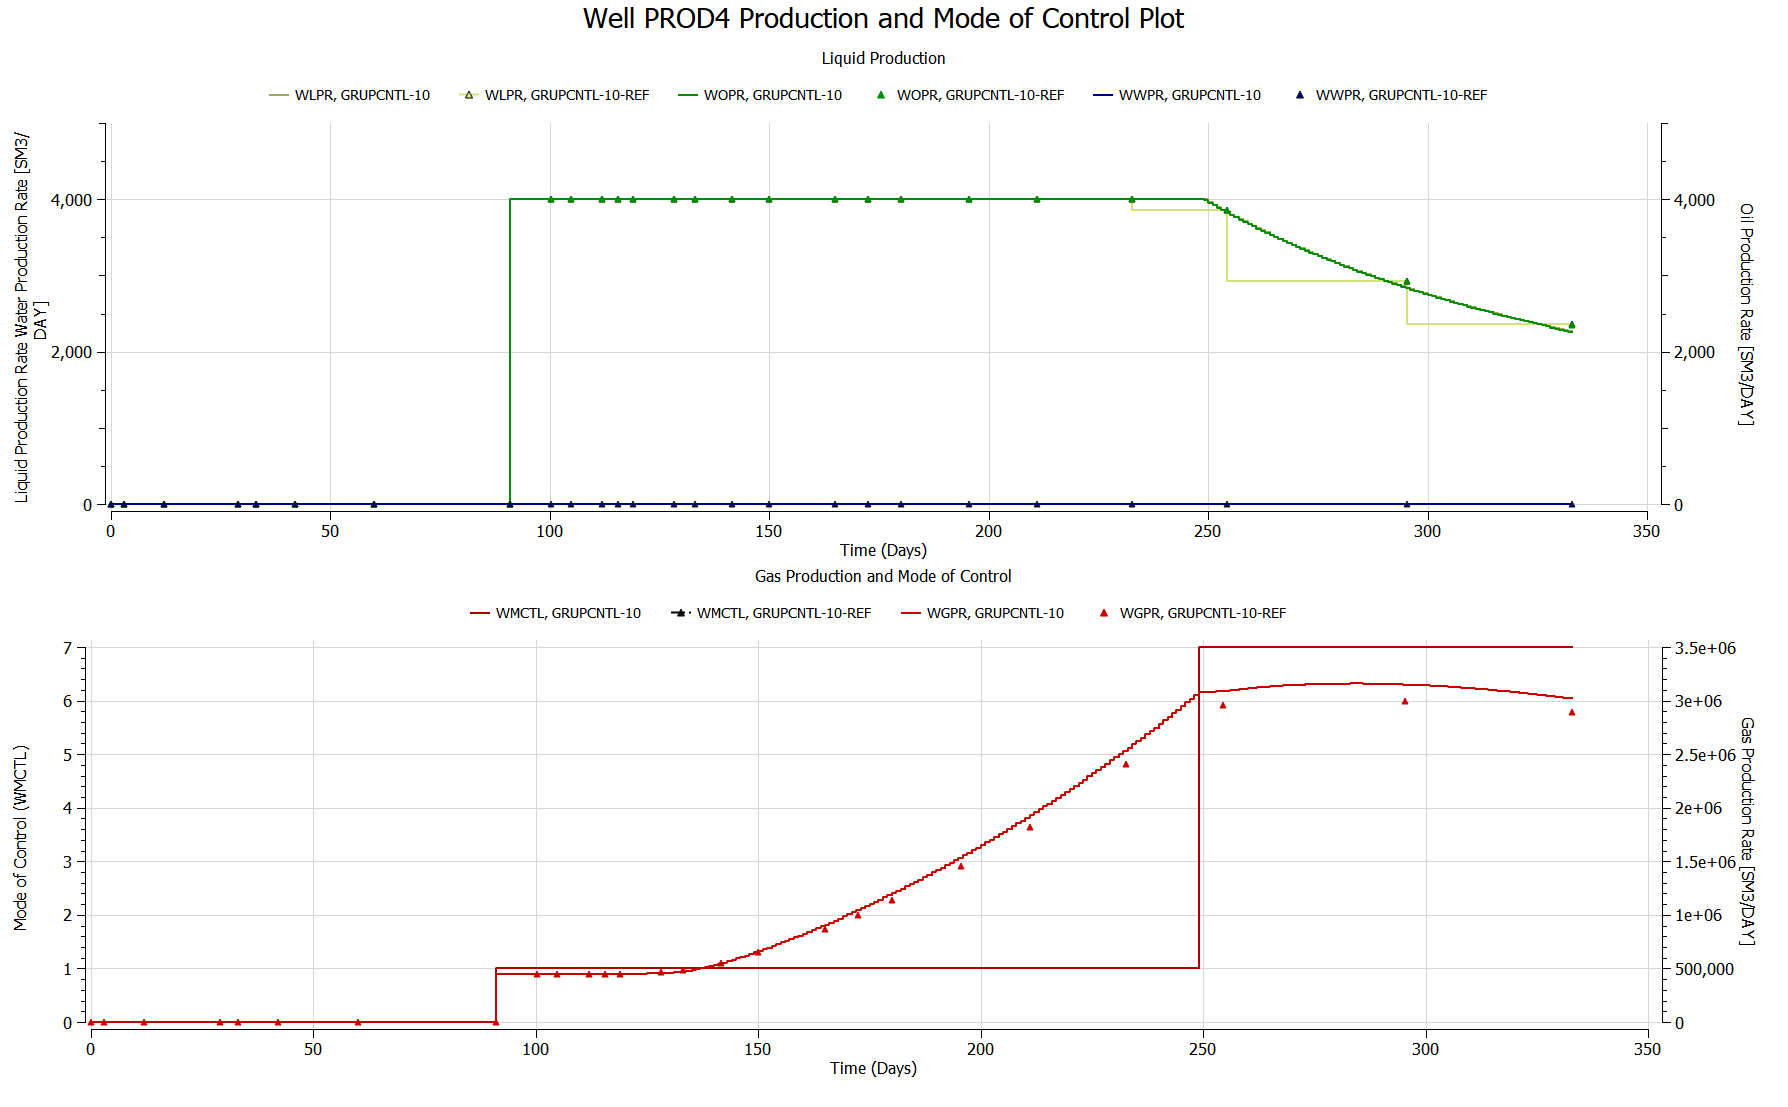 Well PROD4 Production and Mode of Control Plot
Liquid Production
WLPR, GRUPCNTL-10 WLPR, GRUPCNTL-10-REF WOPR, GRUPCNTL-10 WOPR, GRUPCNTL-10-REF WWPR, GRUPCNTL-10 WWPR, GRUPCNTL-10-REF
Liquid Production Rate Water Production Rate [SM3/
DAY]
4,000
2,000
0
4,000
2,000
0
Oil Production Rate [SM3/DAY]
0 50 100 150 200 250 300 350
Time (Days)
Gas Production and Mode of Control
WMCTL, GRUPCNTL-10 WMCTL, GRUPCNTL-10-REF WGPR, GRUPCNTL-10 WGPR, GRUPCNTL-10-REF
Mode of Control (WMCTL)
7
6
5
4
3
2
1
0
3.5e+06
3e+06
2.5e+06
2e+06
1.5e+06
1e+06
500,000
0
Gas Production Rate [SM3/DAY]
0 50 100 150 200 250 300 350
Time (Days)